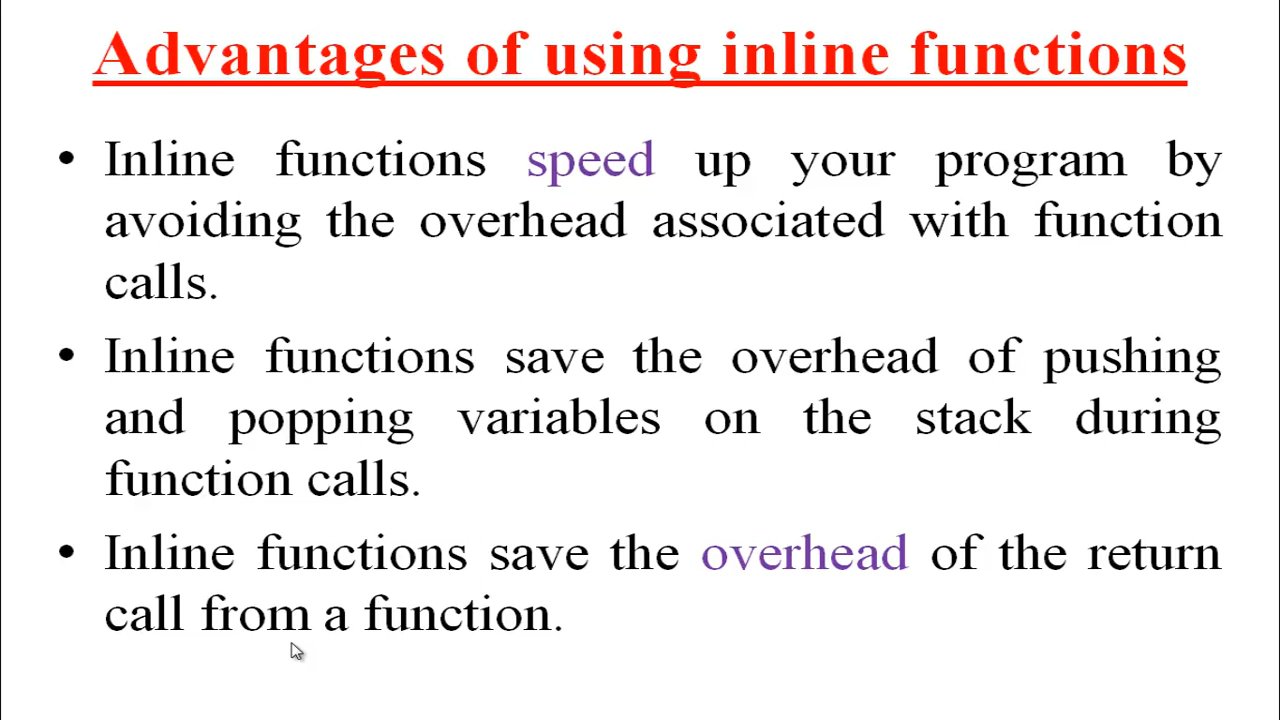 Advantages of using inline functions
• Inline functions speed up your program by
avoiding the overhead associated with function
calls.
• Inline functions save the overhead of pushing
and popping variables on the stack during
function calls.
• Inline functions save the overhead of the return
call from a function.